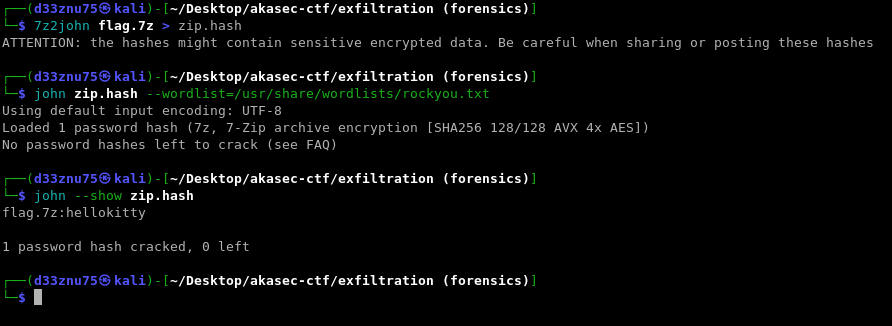 ┌──(d33znu75㉿kali)-[~/Desktop/akasec-ctf/exfiltration (forensics)]
└─$ 7z2john flag.7z > zip.hash
ATTENTION: the hashes might contain sensitive encrypted data. Be careful when sharing or posting these hashes
┌──(d33znu75㉿kali)-[~/Desktop/akasec-ctf/exfiltration (forensics)]
└─$ john zip.hash --wordlist=/usr/share/wordlists/rockyou.txt
Using default input encoding: UTF-8
Loaded 1 password hash (7z, 7-Zip archive encryption [SHA256 128/128 AVX 4x AES])
No password hashes left to crack (see FAQ)
┌──(d33znu75㉿kali)-[~/Desktop/akasec-ctf/exfiltration (forensics)]
└─$ john --show zip.hash
flag.7z:hellokitty
1 password hash cracked, 0 left
┌──(d33znu75㉿kali)-[~/Desktop/akasec-ctf/exfiltration (forensics)]
└─$